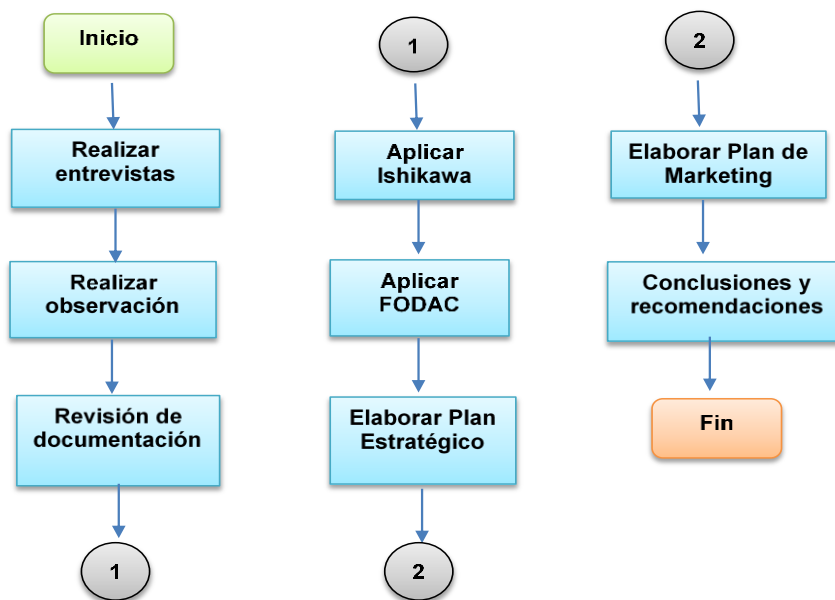 Inicio
Realizar
entrevistas
Realizar
observación
Revisión de
documentación
1
1
Aplicar
Ishikawa
Aplicar
FODAC
Elaborar Plan
Estratégico
2
2
Elaborar Plan de
Marketing
Conclusiones y
recomendaciones
Fin